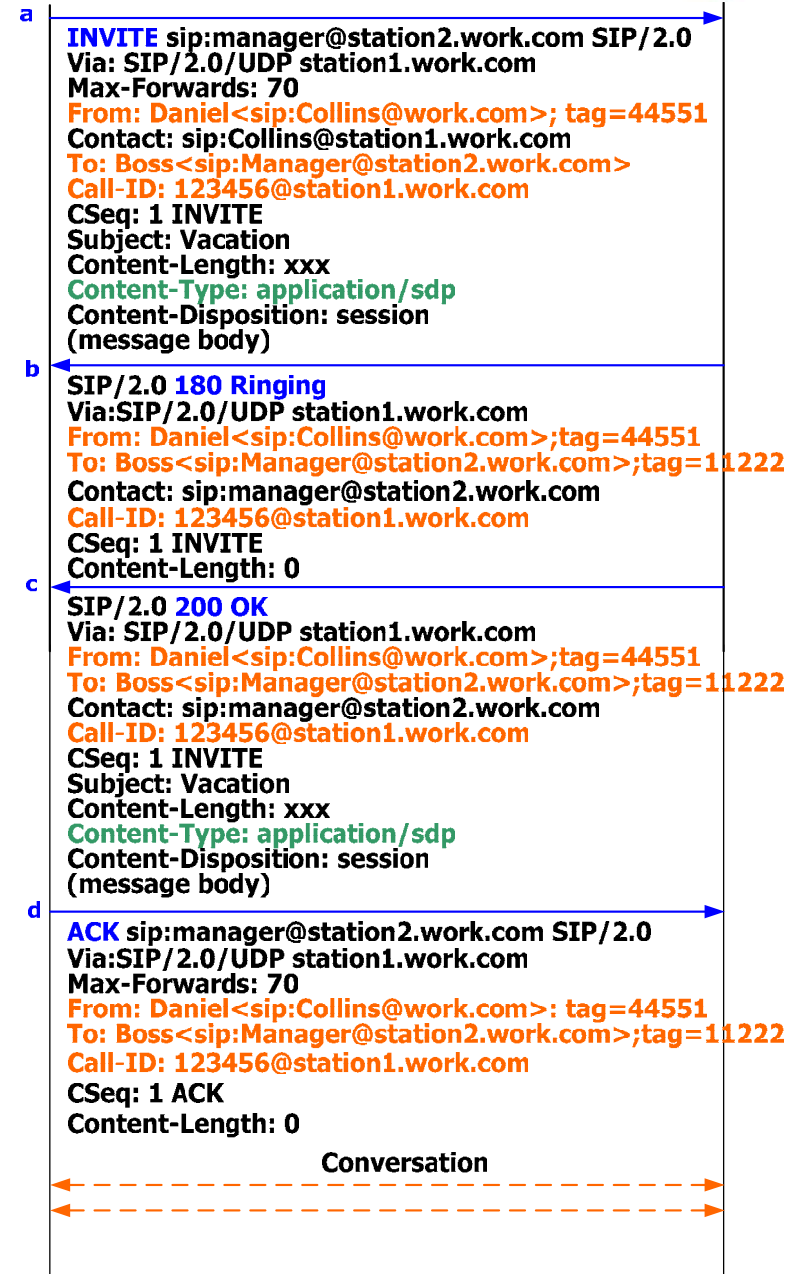 a
INVITE sip:manager@station2.work.com SIP/2.0
Via: SIP/2.0/UDP station1.work.com
Max-Forwards: 70
From: Daniel<sip:Collins@work.com>; tag=44551
Contact: sip:Collins@station1.work.com
To: Boss<sip:Manager@station2.work.com>
Call-ID: 123456@station1.work.com
CSeq: 1 INVITE
Subject: Vacation
Content-Length: xxx
Content-Type: application/sdp
Content-Disposition: session
(message body)
b
SIP/2.0 180 Ringing
Via:SIP/2.0/UDP station1.work.com
From: Daniel<sip:Collins@work.com>;tag=44551
To: Boss<sip:Manager@station2.work.com>;tag=11222
Contact: sip:manager@station2.work.com
Call-ID: 123456@station1.work.com
CSeq: 1 INVITE
Content-Length: 0
c
SIP/2.0 200 OK
Via: SIP/2.0/UDP station1.work.com
From: Daniel<sip:Collins@work.com>;tag=44551
To: Boss<sip:Manager@station2.work.com>;tag=11222
Contact: sip:manager@station2.work.com
Call-ID: 123456@station1.work.com
CSeq: 1 INVITE
Subject: Vacation
Content-Length: xxx
Content-Type: application/sdp
Content-Disposition: session
(message body)
d
ACK sip:manager@station2.work.com SIP/2.0
Via:SIP/2.0/UDP station1.work.com
Max-Forwards: 70
From: Daniel<sip:Collins@work.com>: tag=44551
To: Boss<sip:Manager@station2.work.com>;tag=11222
Call-ID: 123456@station1.work.com
CSeq: 1 ACK
Content-Length: 0
Conversation